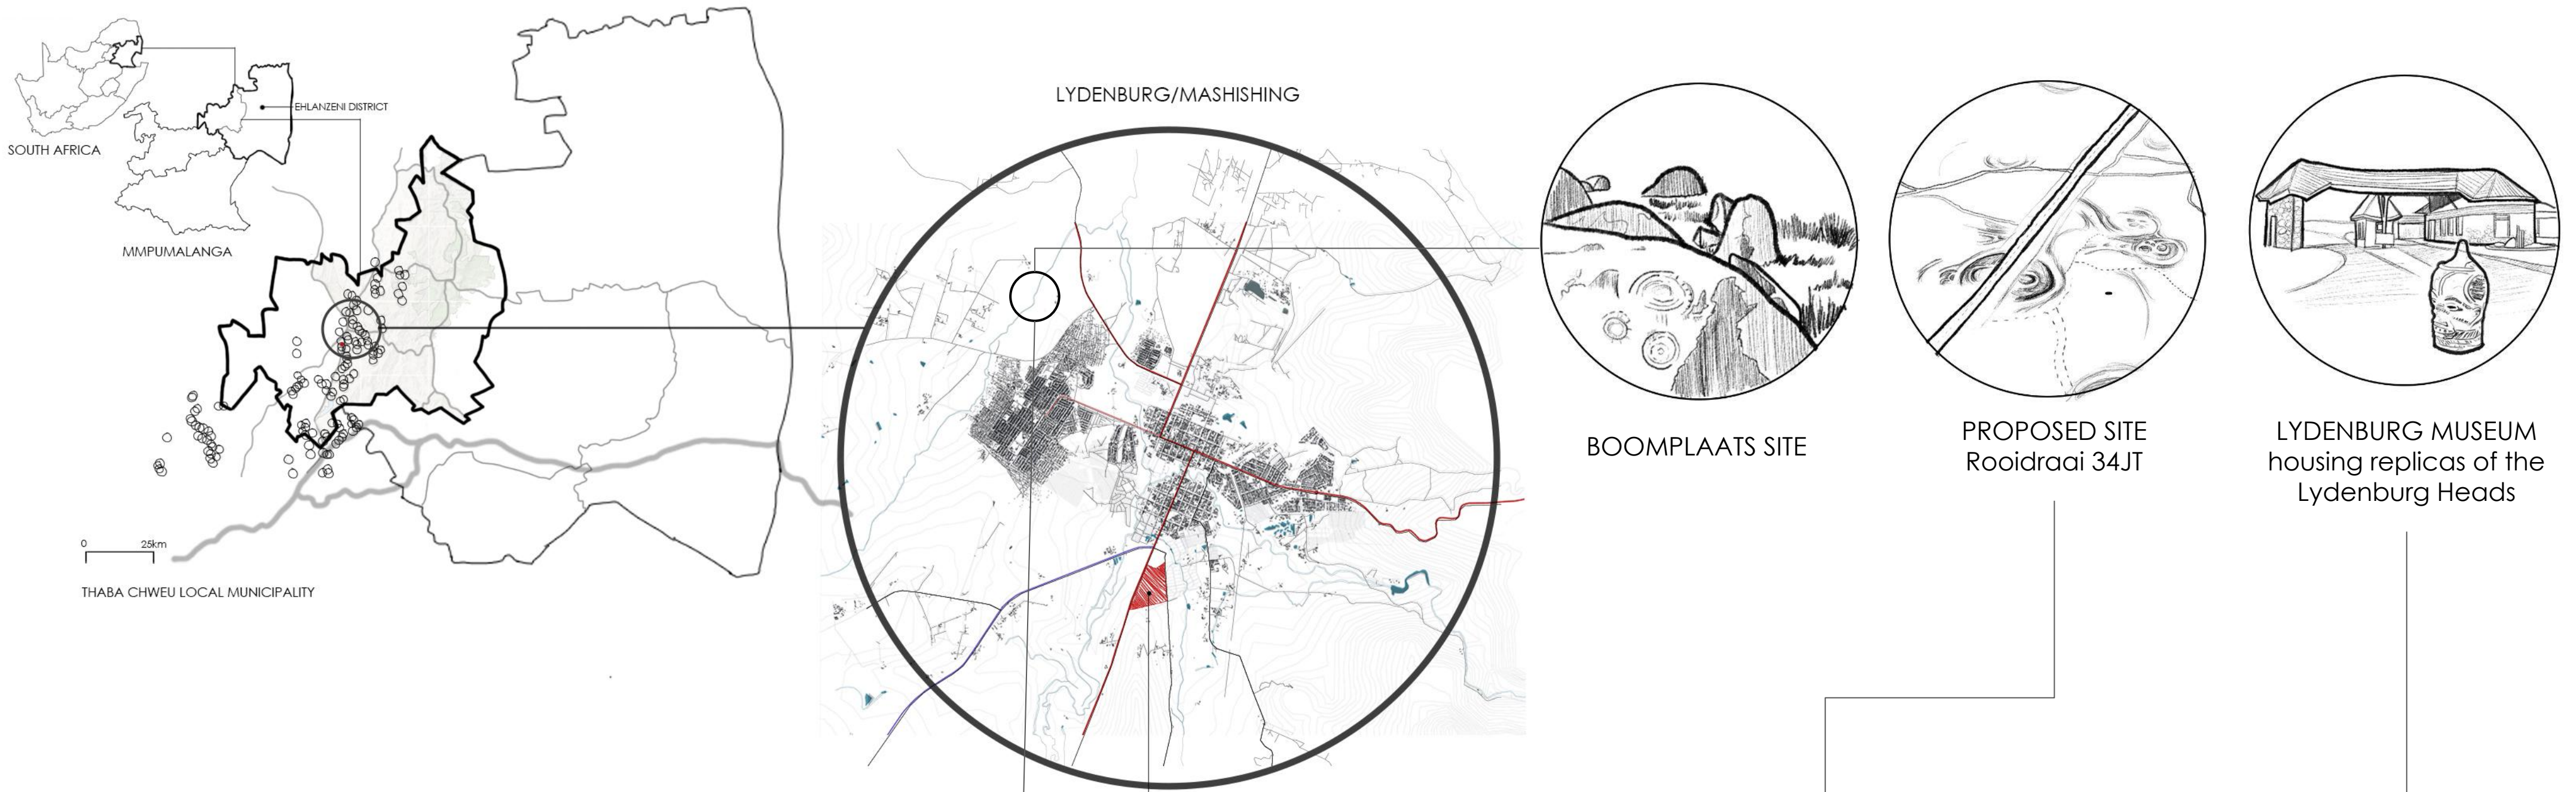 SOUTH AFRICA
EHLANZENI DISTRICT
MMPUMALANGA
0 25km
THABA CHWEU LOCAL MUNICIPALITY
LYDENBURG/MASHISHING
BOOMPLAATS SITE
PROPOSED SITE
Rooidraai 34JT
LYDENBURG MUSEUM
housing replicas of the
Lydenburg Heads